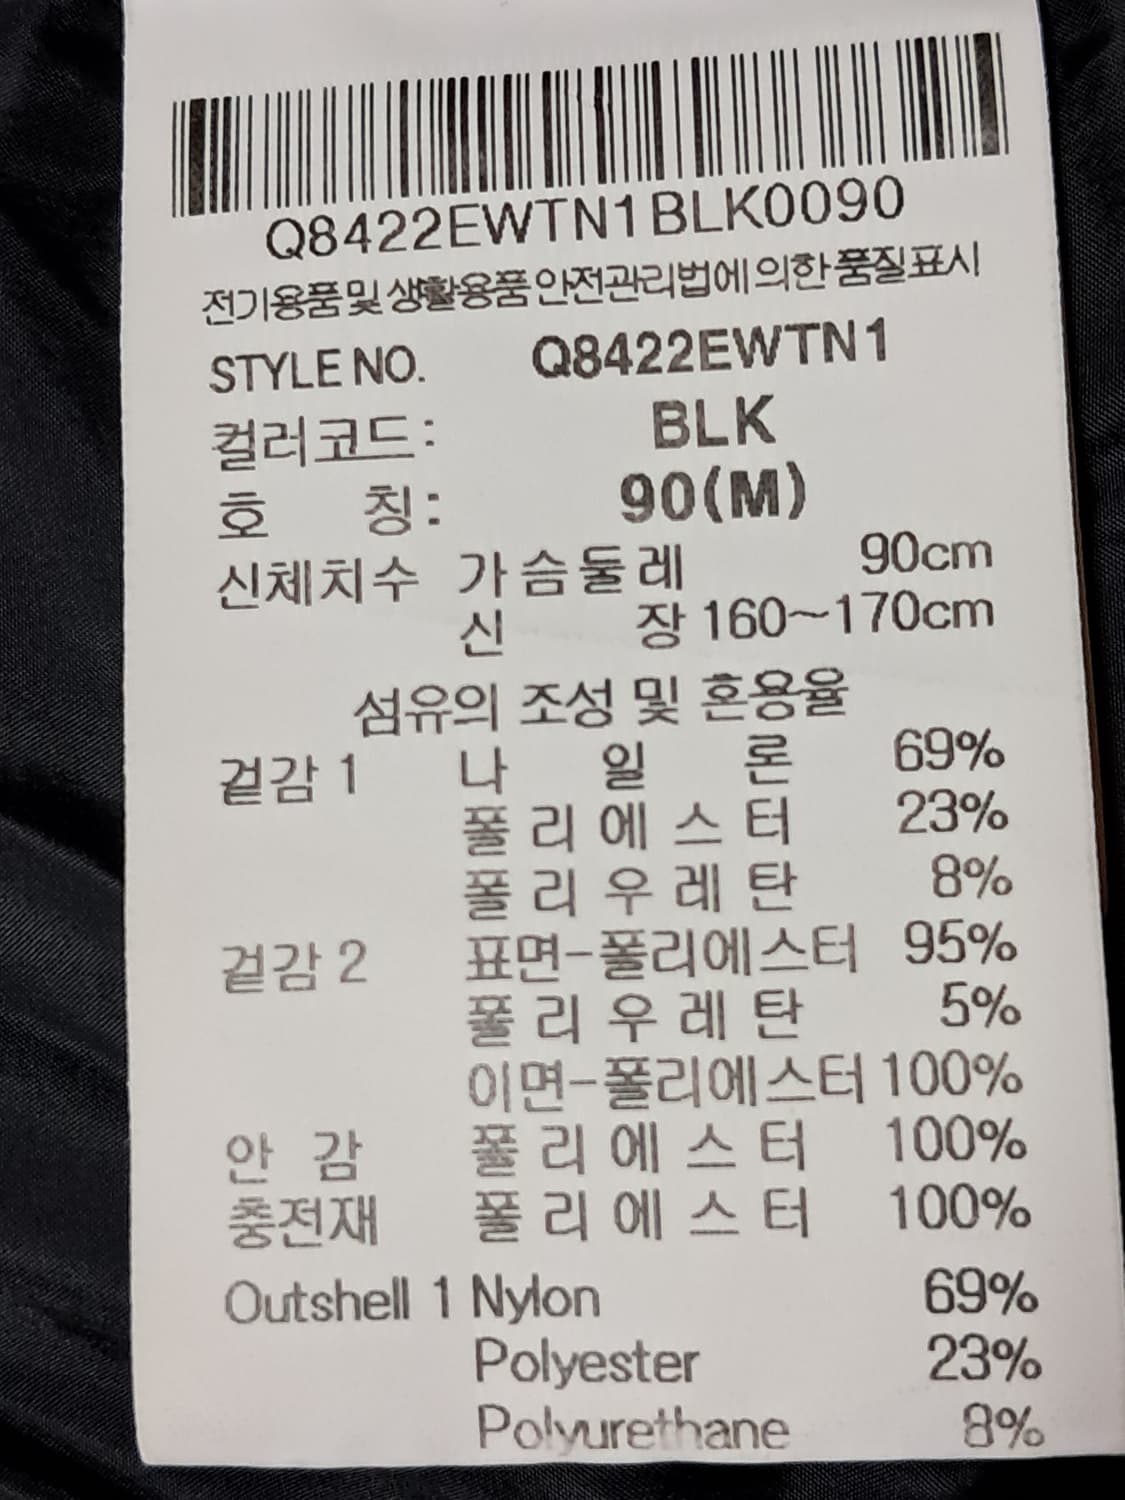 Q8422EWTN1BLK0090
전기용품및 생활용품 안전관리법에 의한 품질표시
STYLE NO. Q8422EWTN1
컬러코드: BLK
호 칭: 90(M)
신체치수 가슴둘레 90cm
신 장 160~170cm
섬유의 조성 및 혼용율
겉감 1 나 일 론 69%
폴 리 에 스 터 23%
폴 리 우 레 탄 8%
겉감 2 표면-폴리에스터 95%
폴 리 우 레 탄 5%
이면-폴리에스터 100%
안 감 폴 리 에 스 터 100%
충전재 폴 리 에 스 터 100%
Outshell 1 Nylon 69%
Polyester 23%
Polyurethane 8%